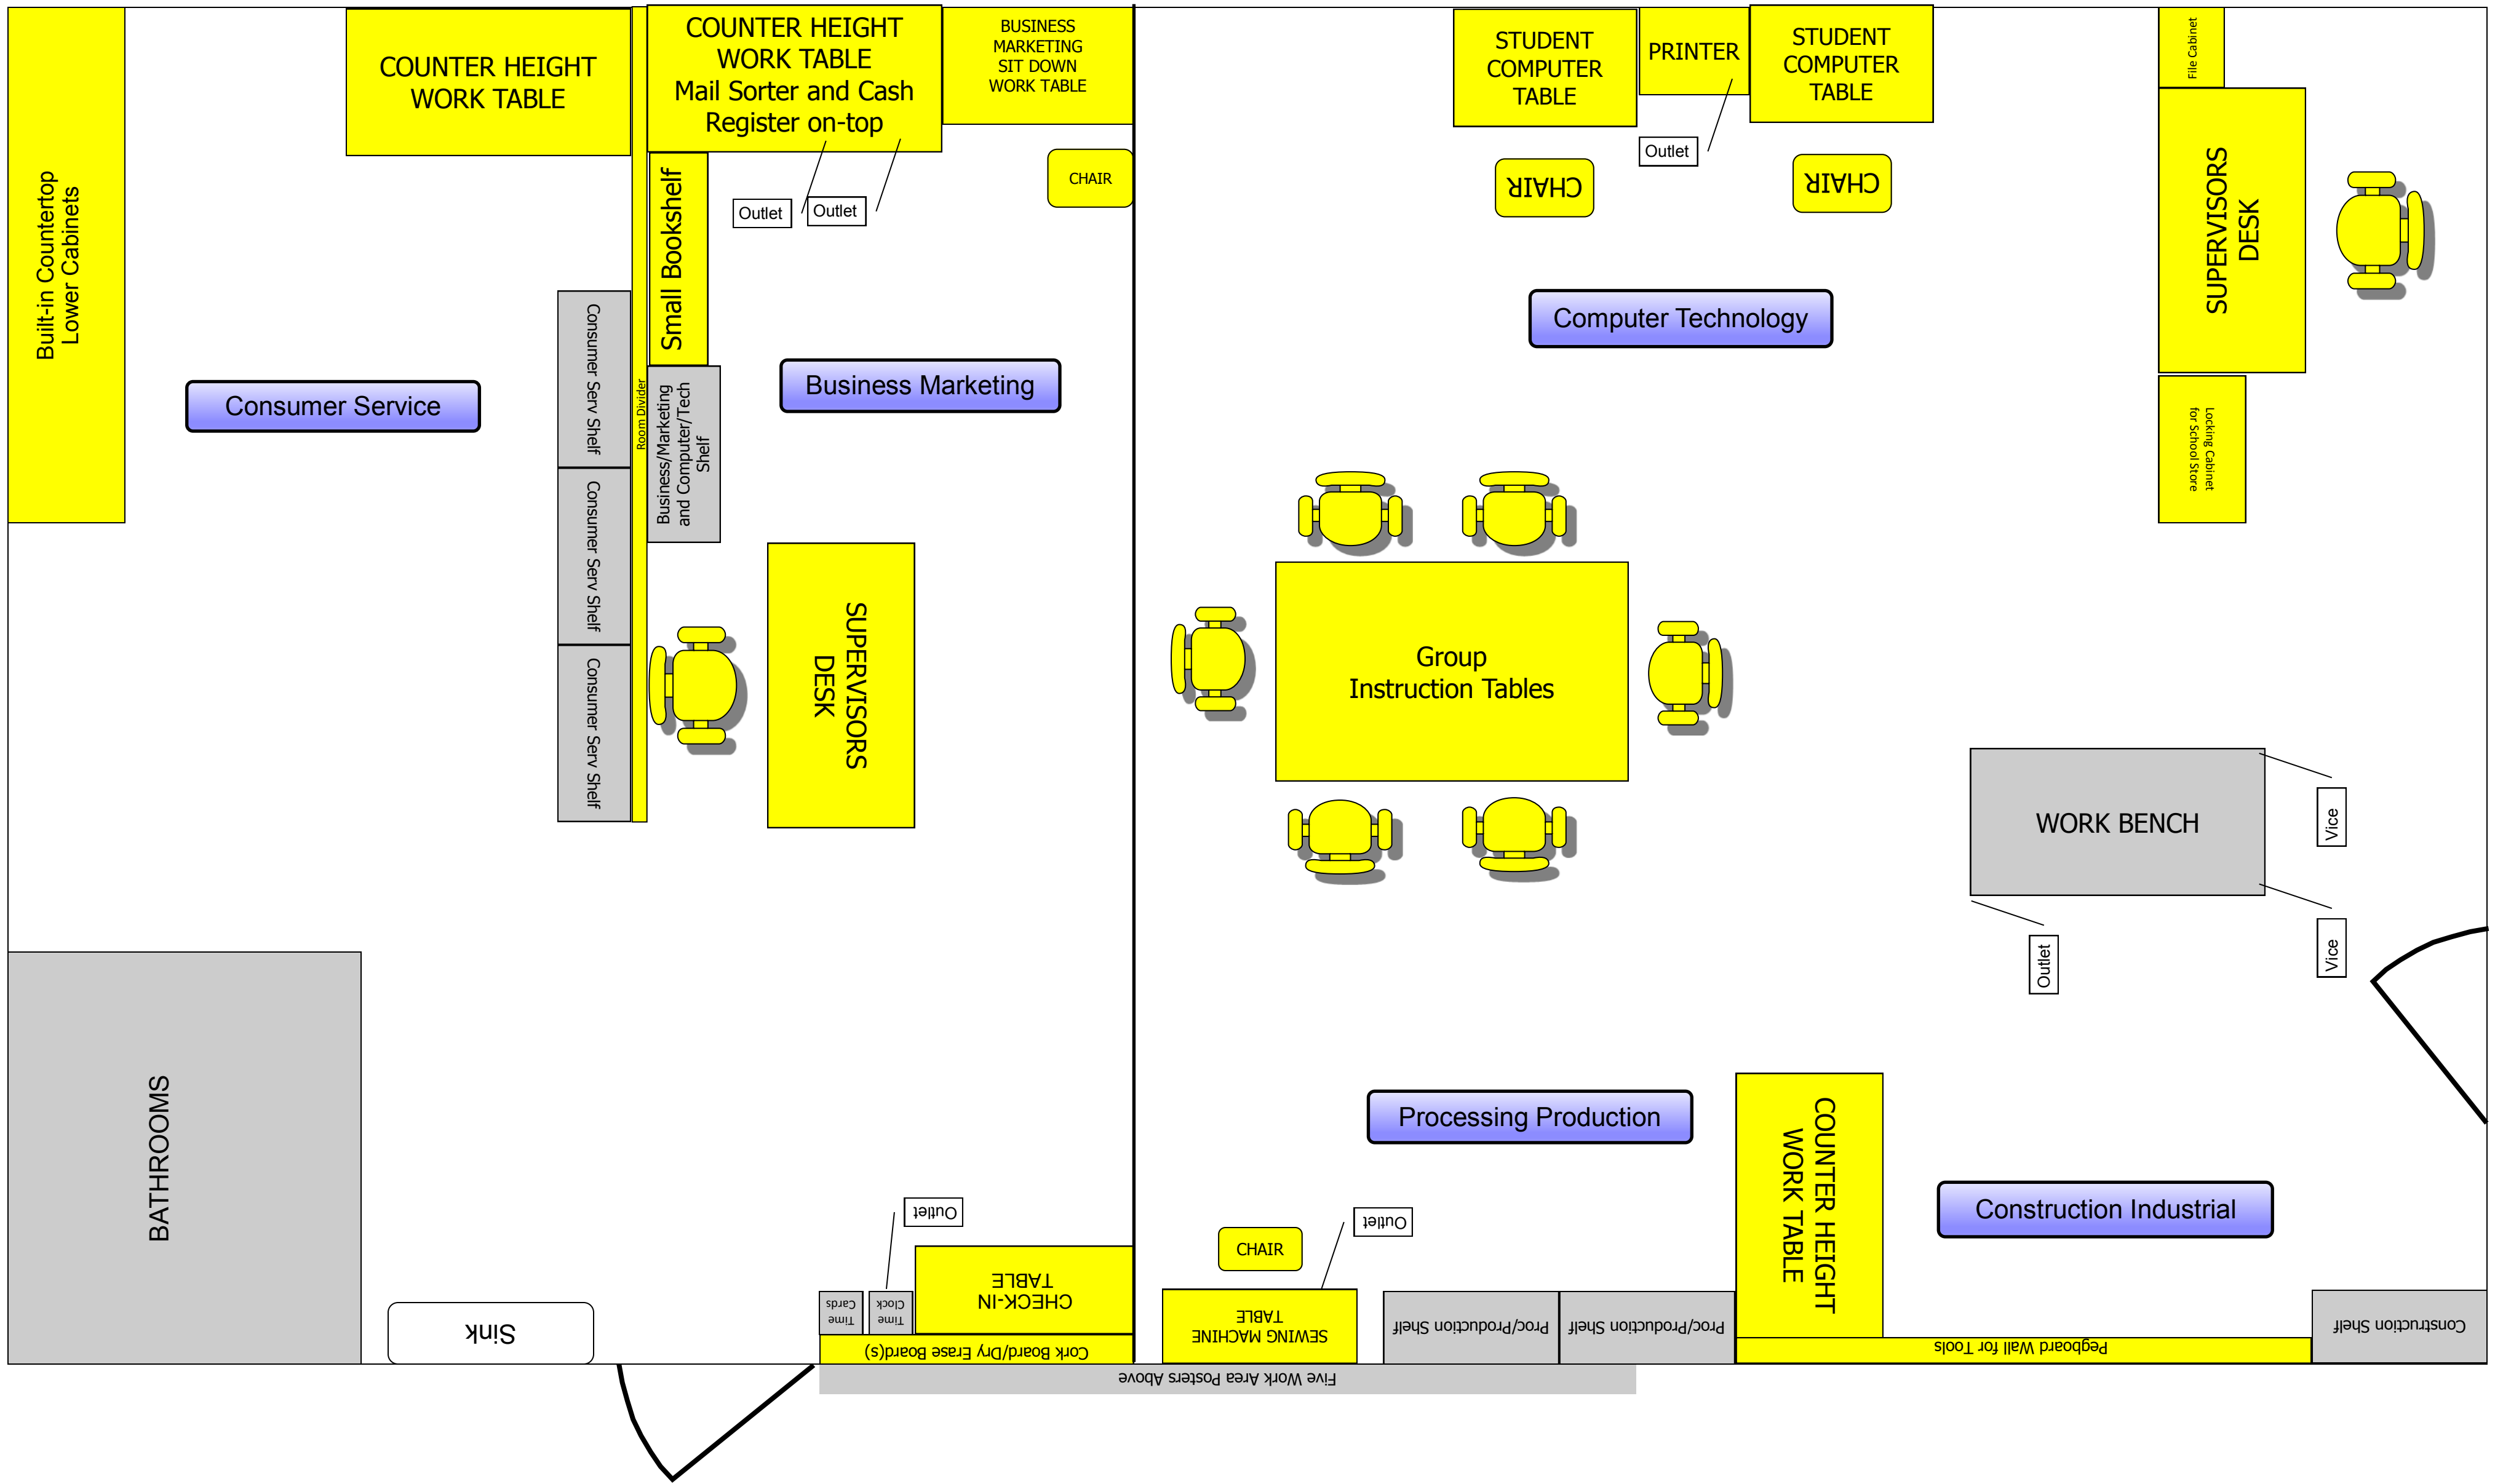 COUNTER HEIGHT
WORK TABLE
COUNTER HEIGHT
WORK TABLE
Mail Sorter and Cash
Register on-top
BUSINESS
MARKETING
SIT DOWN
WORK TABLE
STUDENT
COMPUTER
TABLE
PRINTER
STUDENT
COMPUTER
TABLE
File Cabinet
Built-in Countertop
Lower Cabinets
Small Bookshelf
Outlet
Outlet
CHAIR
CHAIR
Outlet
CHAIR
SUPERVISORS
DESK
Consumer Service
Consumer Serv Shelf
Consumer Serv Shelf
Consumer Serv Shelf
Room Divider
Business/Marketing
and Computer/Tech
Shelf
Business Marketing
Computer Technology
Locking Cabinet
for School Store
SUPERVISORS
DESK
Group
Instruction Tables
WORK BENCH
Vice
Vice
Outlet
BATHROOMS
Processing Production
COUNTER HEIGHT
WORK TABLE
Construction Industrial
Outlet
Outlet
CHAIR
Sink
Time
Cards
Time
Clock
CHECK-IN
TABLE
SEWING MACHINE
TABLE
Proc/Production Shelf
Proc/Production Shelf
Construction Shelf
Cork Board/Dry Erase Board(s)
Pegboard Wall for Tools
Five Work Area Posters Above